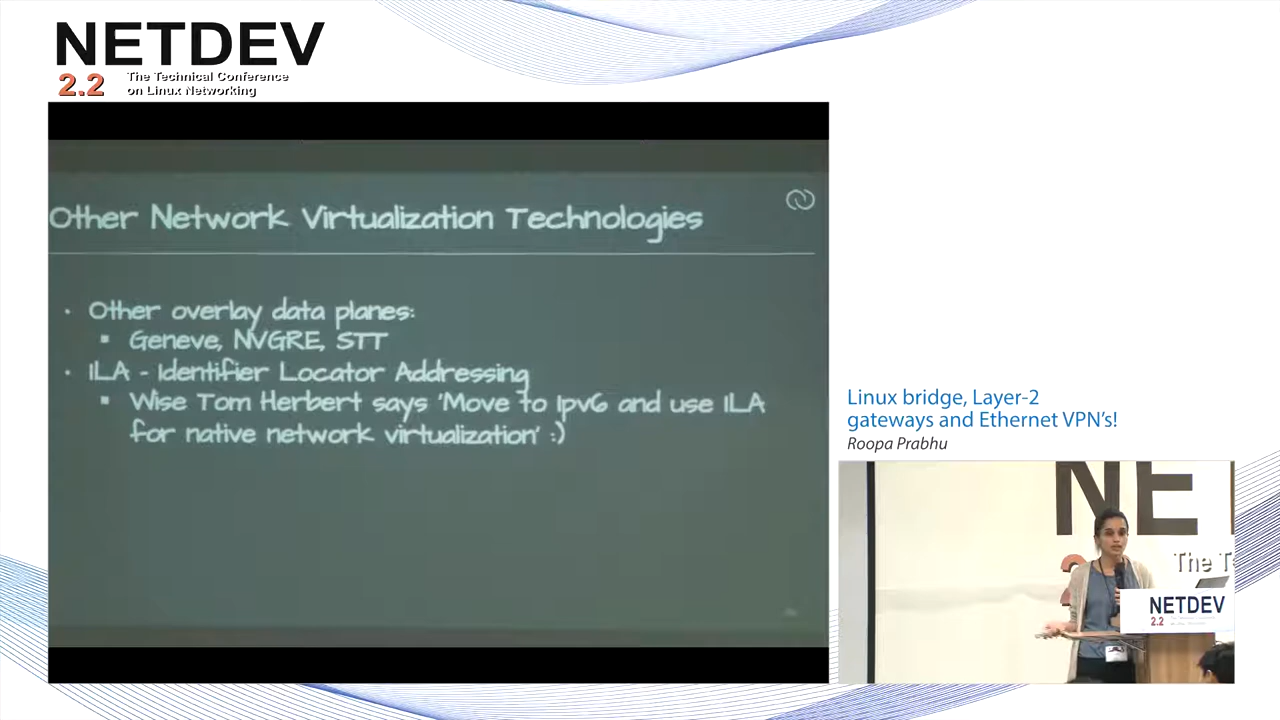 NETDEV
2.2 The Technical Conference
on Linux Networking
Other Network Virtualization Technologies
• Other overlay data planes:
▪ Geneve, NVGRE, STT
• ILA - Identifier Locator Addressing
▪ Wise Tom Herbert says 'Move to Ipv6 and use ILA
for native network virtualization' :)
Linux bridge, Layer-2
gateways and Ethernet VPN's!
Roopa Prabhu
NE
The Te
NETDEV
2.2